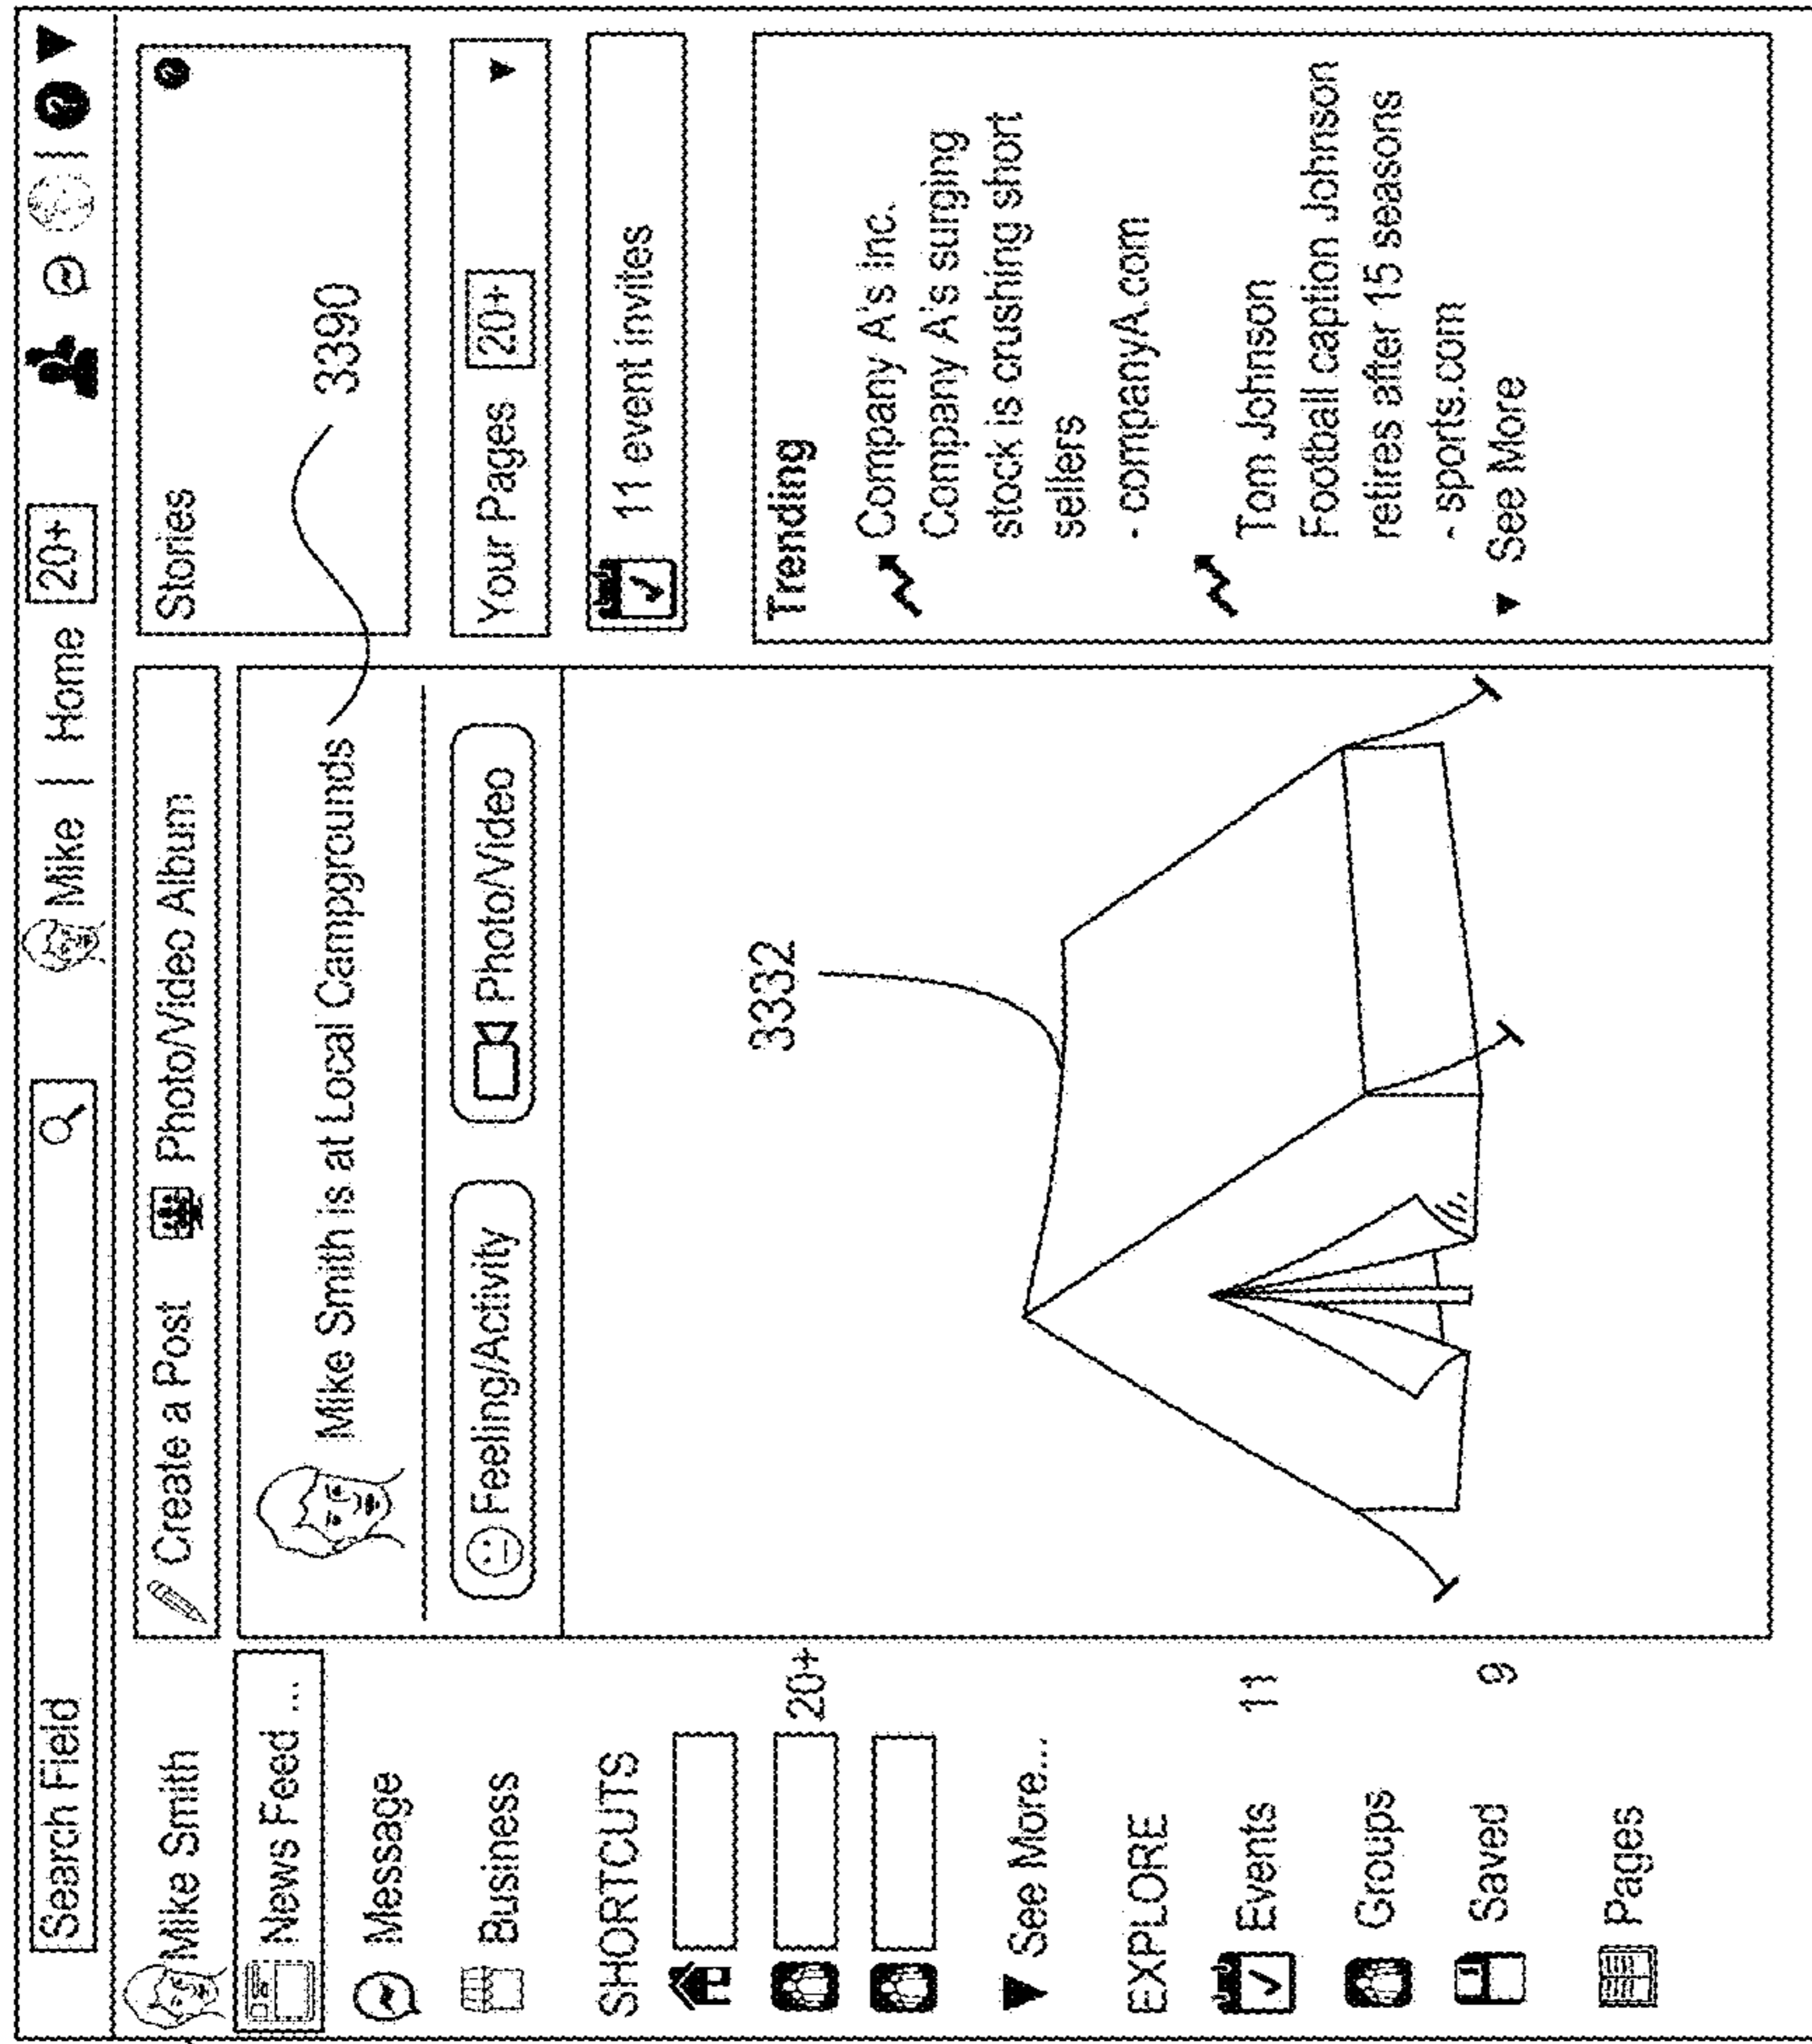 Search Field
Mike | Home 20+
Mike Smith
News Feed ...
Message
Business
SHORTCUTS
20+
See More...
EXPLORE
Events 11
Groups
Saved 9
Pages
Create a Post Photo/Video Album
Mike Smith is at Local Campgrounds
Feeling/Activity Photo/Video
3332
Stories
3390
Your Pages 20+
11 event invites
Trending
Company A's Inc.
Company A's surging
stock is crushing short
sellers
- companyA.com
Tom Johnson
Football caption Johnson
retires after 15 seasons
- sports.com
See More